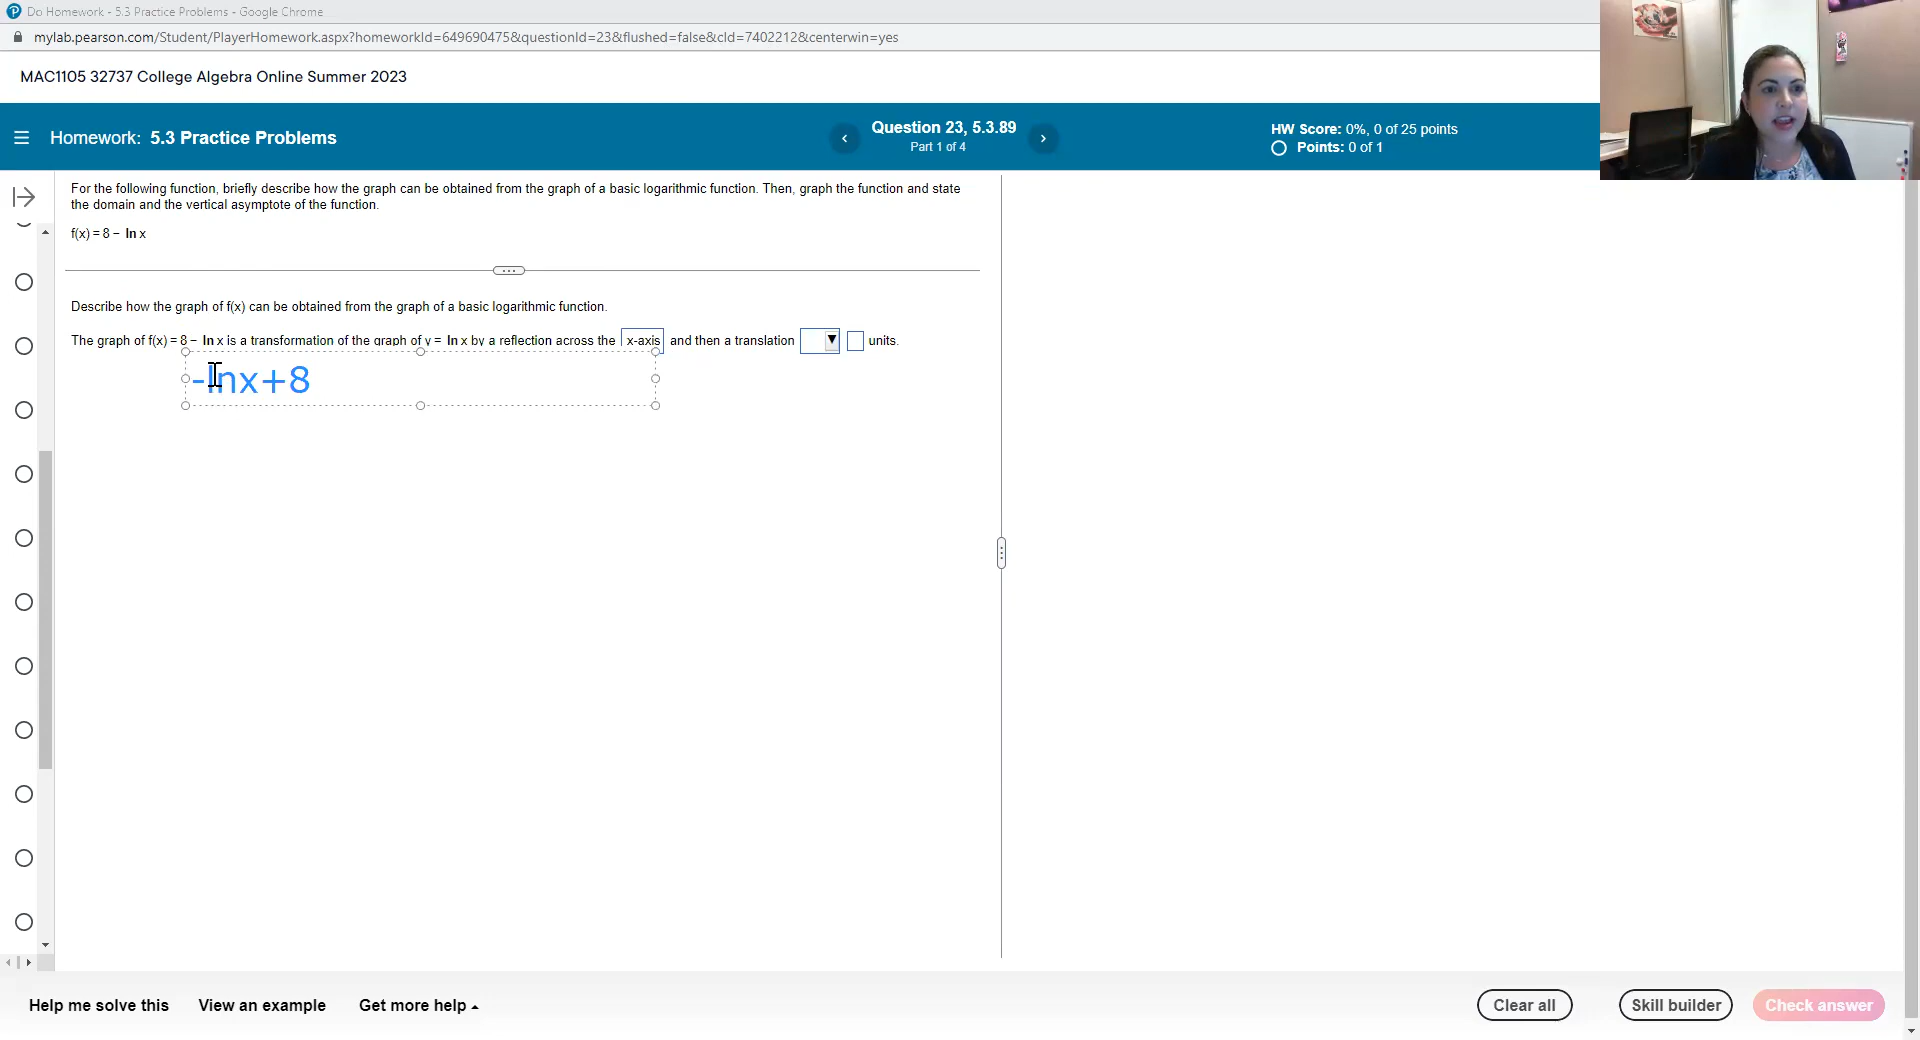 Do Homework - 5.3 Practice Problems - Google Chrome
mylab.pearson.com/Student/PlayerHomework.aspx?homeworkId=649690475&questionId=23&flushed=false&cId=7402212&centerwin=yes
MAC1105 32737 College Algebra Online Summer 2023
Homework: 5.3 Practice Problems
Question 23, 5.3.89
Part 1 of 4
HW Score: 0%, 0 of 25 points
Points: 0 of 1
For the following function, briefly describe how the graph can be obtained from the graph of a basic logarithmic function. Then, graph the function and state
the domain and the vertical asymptote of the function.
f(x) = 8 − ln x
Describe how the graph of f(x) can be obtained from the graph of a basic logarithmic function.
The graph of f(x) = 8 − ln x is a transformation of the graph of y = ln x by a reflection across the x-axis and then a translation units.
-lnx+8
Help me solve this
View an example
Get more help
Clear all
Skill builder
Check answer